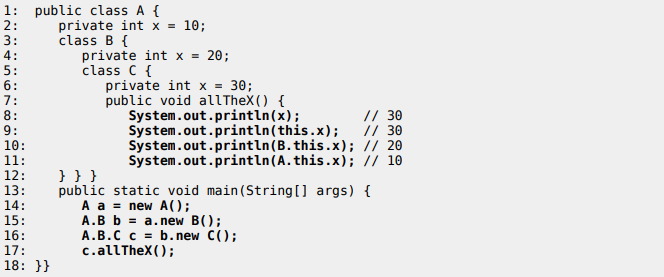 1:  public class A {
2:     private int x = 10;
3:     class B {
4:        private int x = 20;
5:        class C {
6:           private int x = 30;
7:           public void allTheX() {
8:              System.out.println(x);        // 30
9:              System.out.println(this.x);   // 30
10:             System.out.println(B.this.x); // 20
11:             System.out.println(A.this.x); // 10
12:    } } }
13:    public static void main(String[] args) {
14:       A a = new A();
15:       A.B b = a.new B();
16:       A.B.C c = b.new C();
17:       c.allTheX();
18: }}